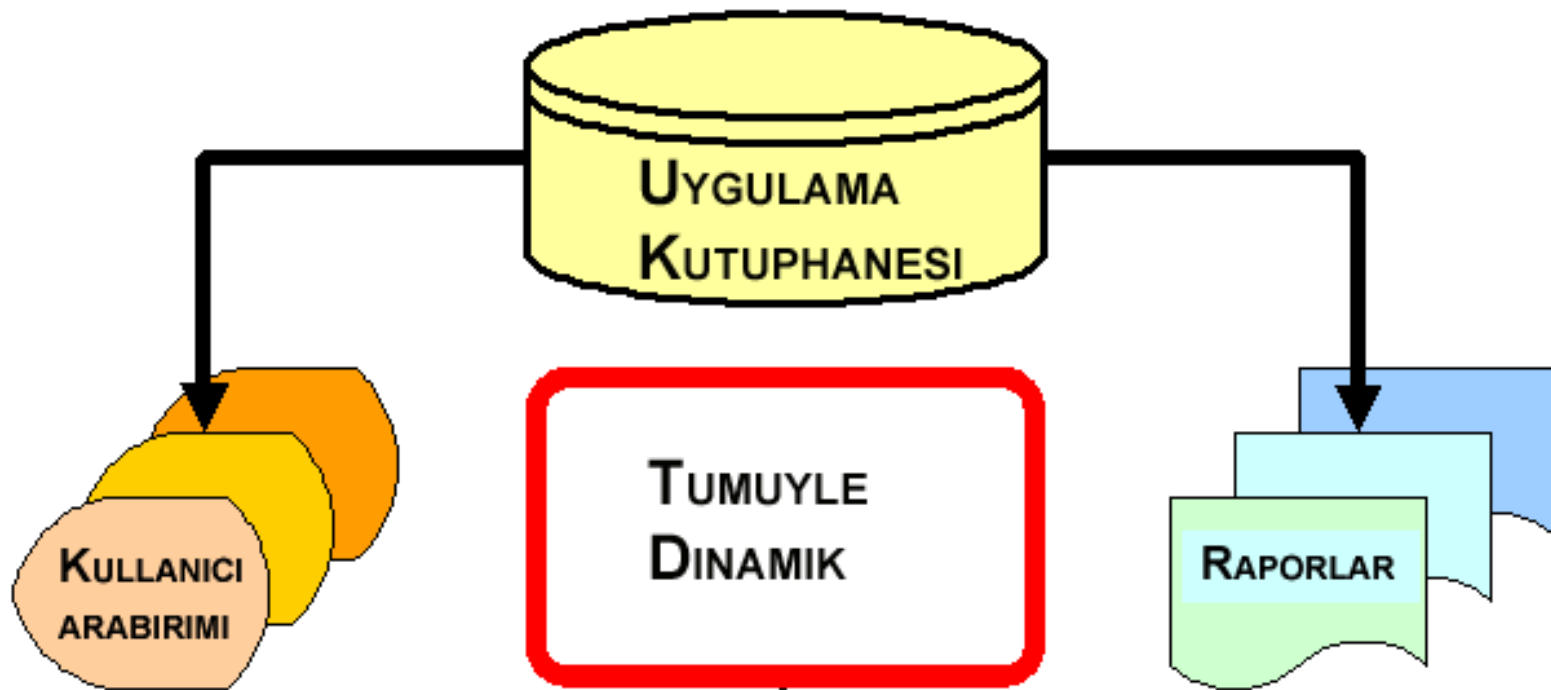 UYGULAMA
KUTUPHANESI
TUMUYLE
DINAMIK
KULLANICI
ARABIRIMI
RAPORLAR